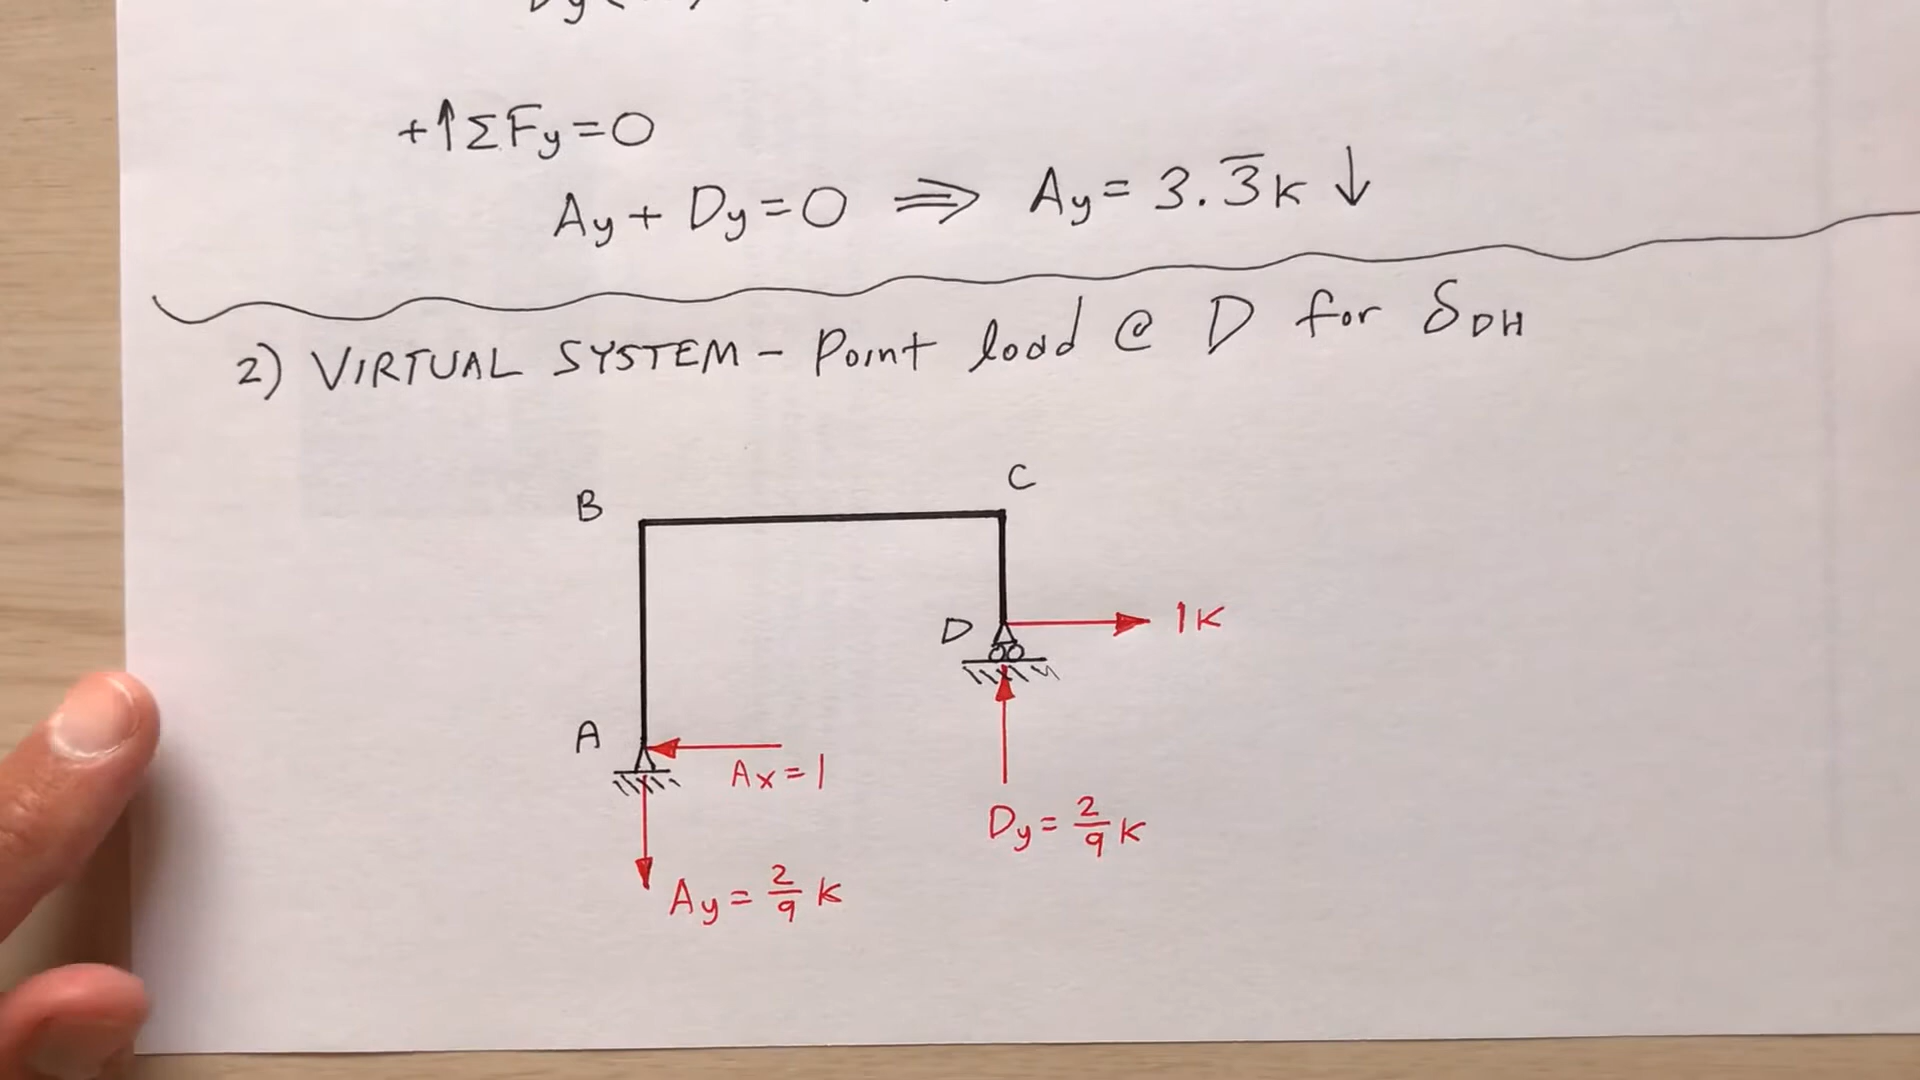 +↑ΣFy=0
Ay + Dy = 0 ⇒ Ay = 3.3̅ k ↓
2) VIRTUAL SYSTEM - Point load @ D for δDH
C
B
D
1K
A
Ax = 1
Dy = 2/9 K
Ay = 2/9 K